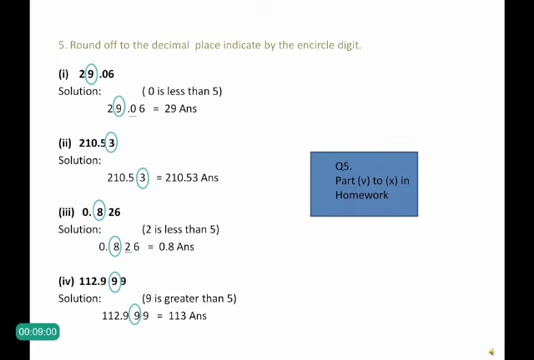 5. Round off to the decimal place indicate by the encircle digit.
(i) 29.06
Solution: ( 0 is less than 5)
29.06 = 29 Ans
(ii) 210.53
Solution:
210.53 = 210.53 Ans
(iii) 0.826
Solution: (2 is less than 5)
0.826 = 0.8 Ans
(iv) 112.999
Solution: (9 is greater than 5)
112.999 = 113 Ans
Q5.
Part (v) to (x) in
Homework
00:09:00